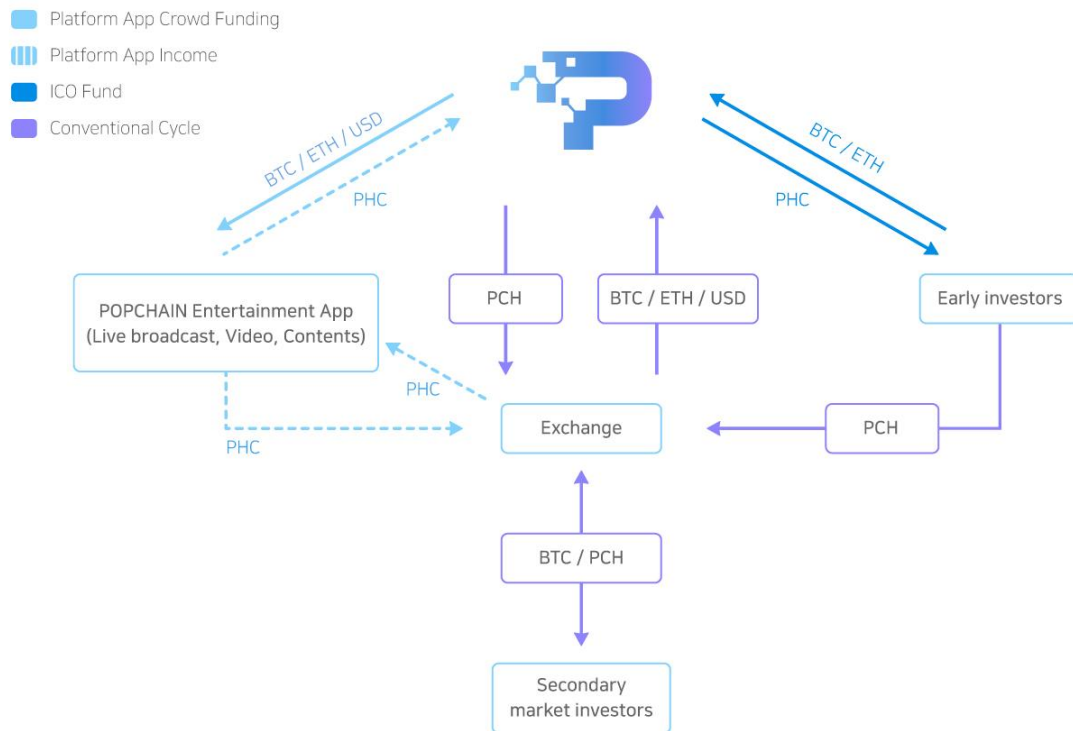 Platform App Crowd Funding
Platform App Income
ICO Fund
Conventional Cycle
BTC / ETH / USD
PHC
BTC / ETH
PHC
POPCHAIN Entertainment App
(Live broadcast, Video, Contents)
PCH
BTC / ETH / USD
Early investors
PHC
PHC
Exchange
PCH
BTC / PCH
Secondary
market investors